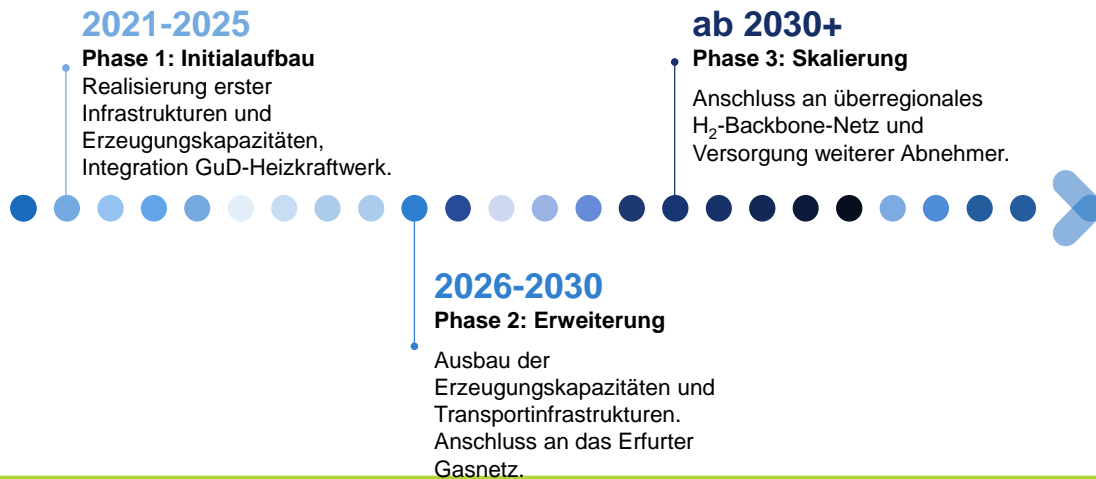 2021-2025
Phase 1: Initialaufbau
Realisierung erster
Infrastrukturen und
Erzeugungskapazitäten,
Integration GuD-Heizkraftwerk.
ab 2030+
Phase 3: Skalierung
Anschluss an überregionales
H₂-Backbone-Netz und
Versorgung weiterer Abnehmer.
2026-2030
Phase 2: Erweiterung
Ausbau der
Erzeugungskapazitäten und
Transportinfrastrukturen.
Anschluss an das Erfurter
Gasnetz.